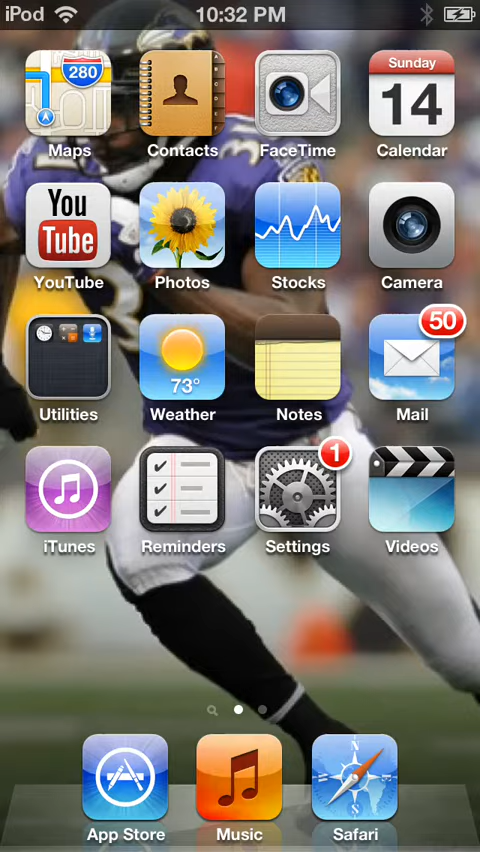 iPod 10:32 PM
280 Sunday
14
Maps Contacts FaceTime Calendar
You
Tube
YouTube Photos Stocks Camera
50
73°
Utilities Weather Notes Mail
1
iTunes Reminders Settings Videos
N
W E
S
App Store Music Safari